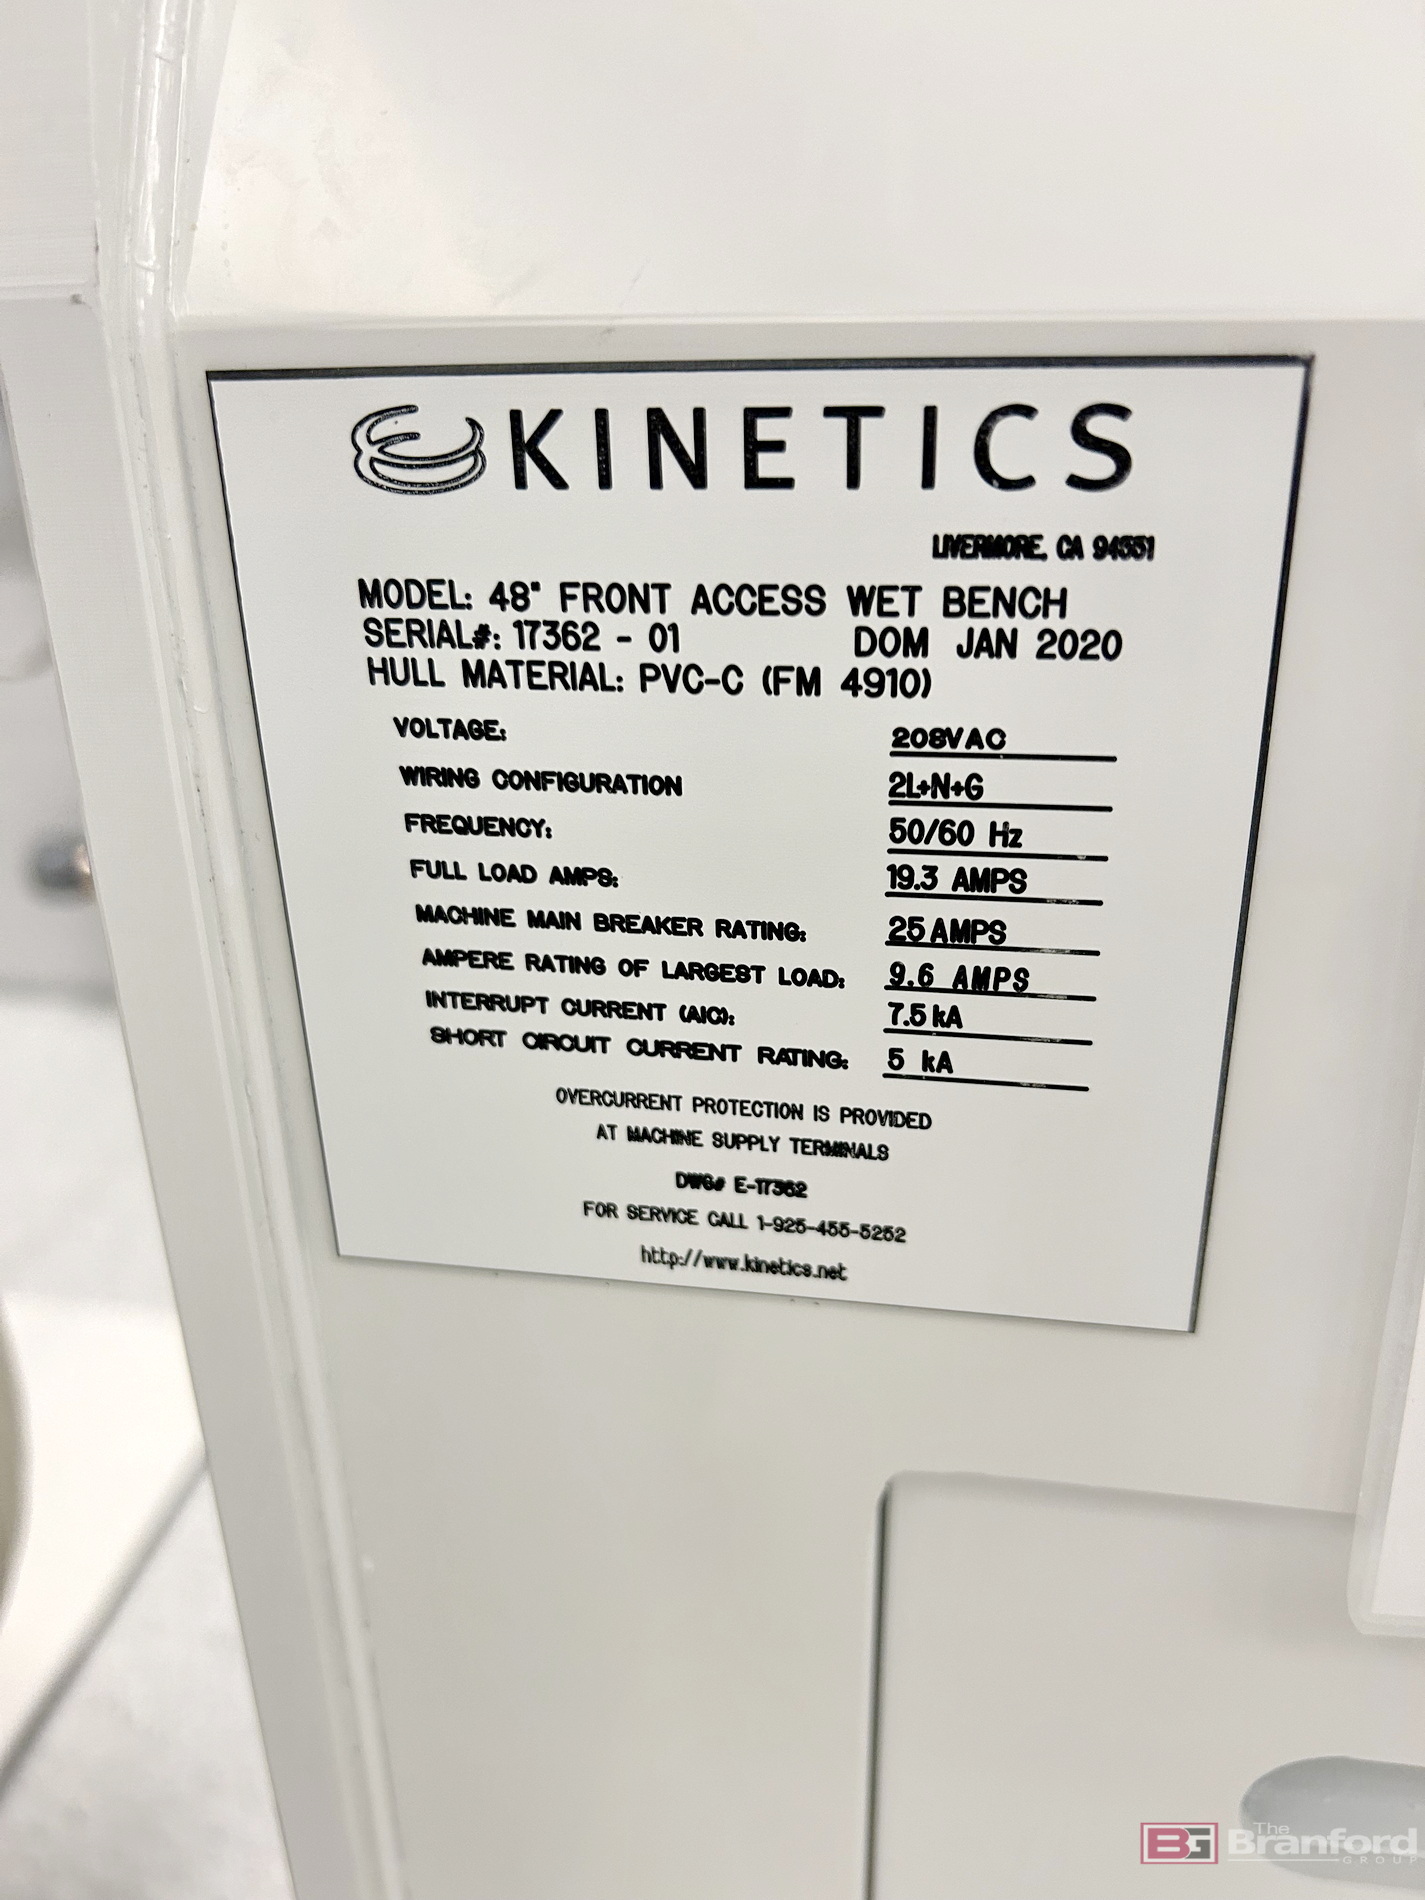 KINETICS
LIVERMORE, CA 94551
MODEL: 48" FRONT ACCESS WET BENCH
SERIAL#: 17362 - 01 DOM JAN 2020
HULL MATERIAL: PVC-C (FM 4910)
VOLTAGE: 208VAC
WIRING CONFIGURATION 2L+N+G
FREQUENCY: 50/60 Hz
FULL LOAD AMPS: 19.3 AMPS
MACHINE MAIN BREAKER RATING: 25 AMPS
AMPERE RATING OF LARGEST LOAD: 9.6 AMPS
INTERRUPT CURRENT (AIC): 7.5 kA
SHORT CIRCUIT CURRENT RATING: 5 kA
OVERCURRENT PROTECTION IS PROVIDED
AT MACHINE SUPPLY TERMINALS
DWG# E-17362
FOR SERVICE CALL 1-925-455-5252
http://www.kinetics.net
BG The
Branford
GROUP